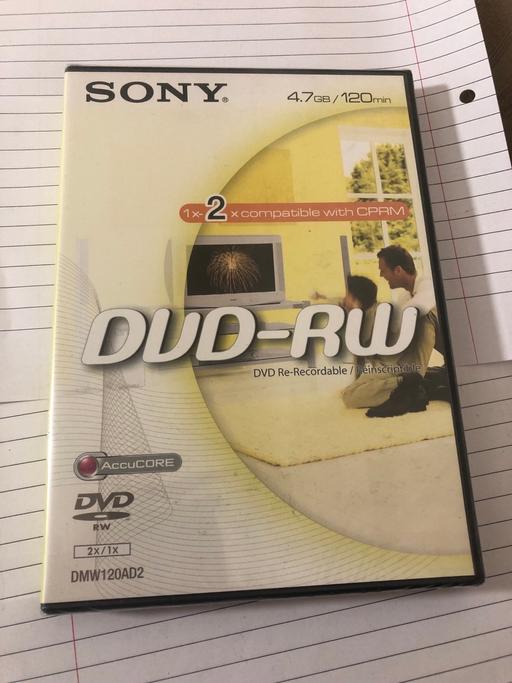 SONY®
4.7GB/120min
1x-2x compatible with CPRM
DVD-RW
DVD Re-Recordable / Réinscriptible
AccuCORE
DVD
RW
2x/1x
DMW120AD2